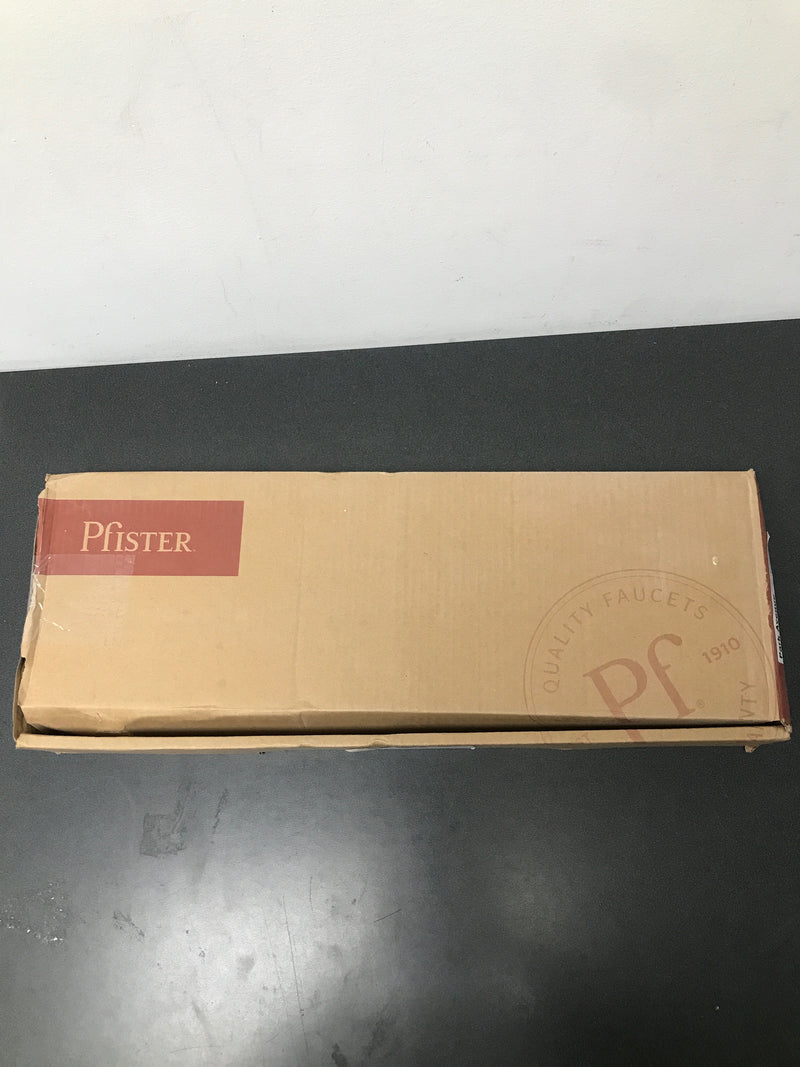 PfISTER
QUALITY FAUCETS
Pf®
1910